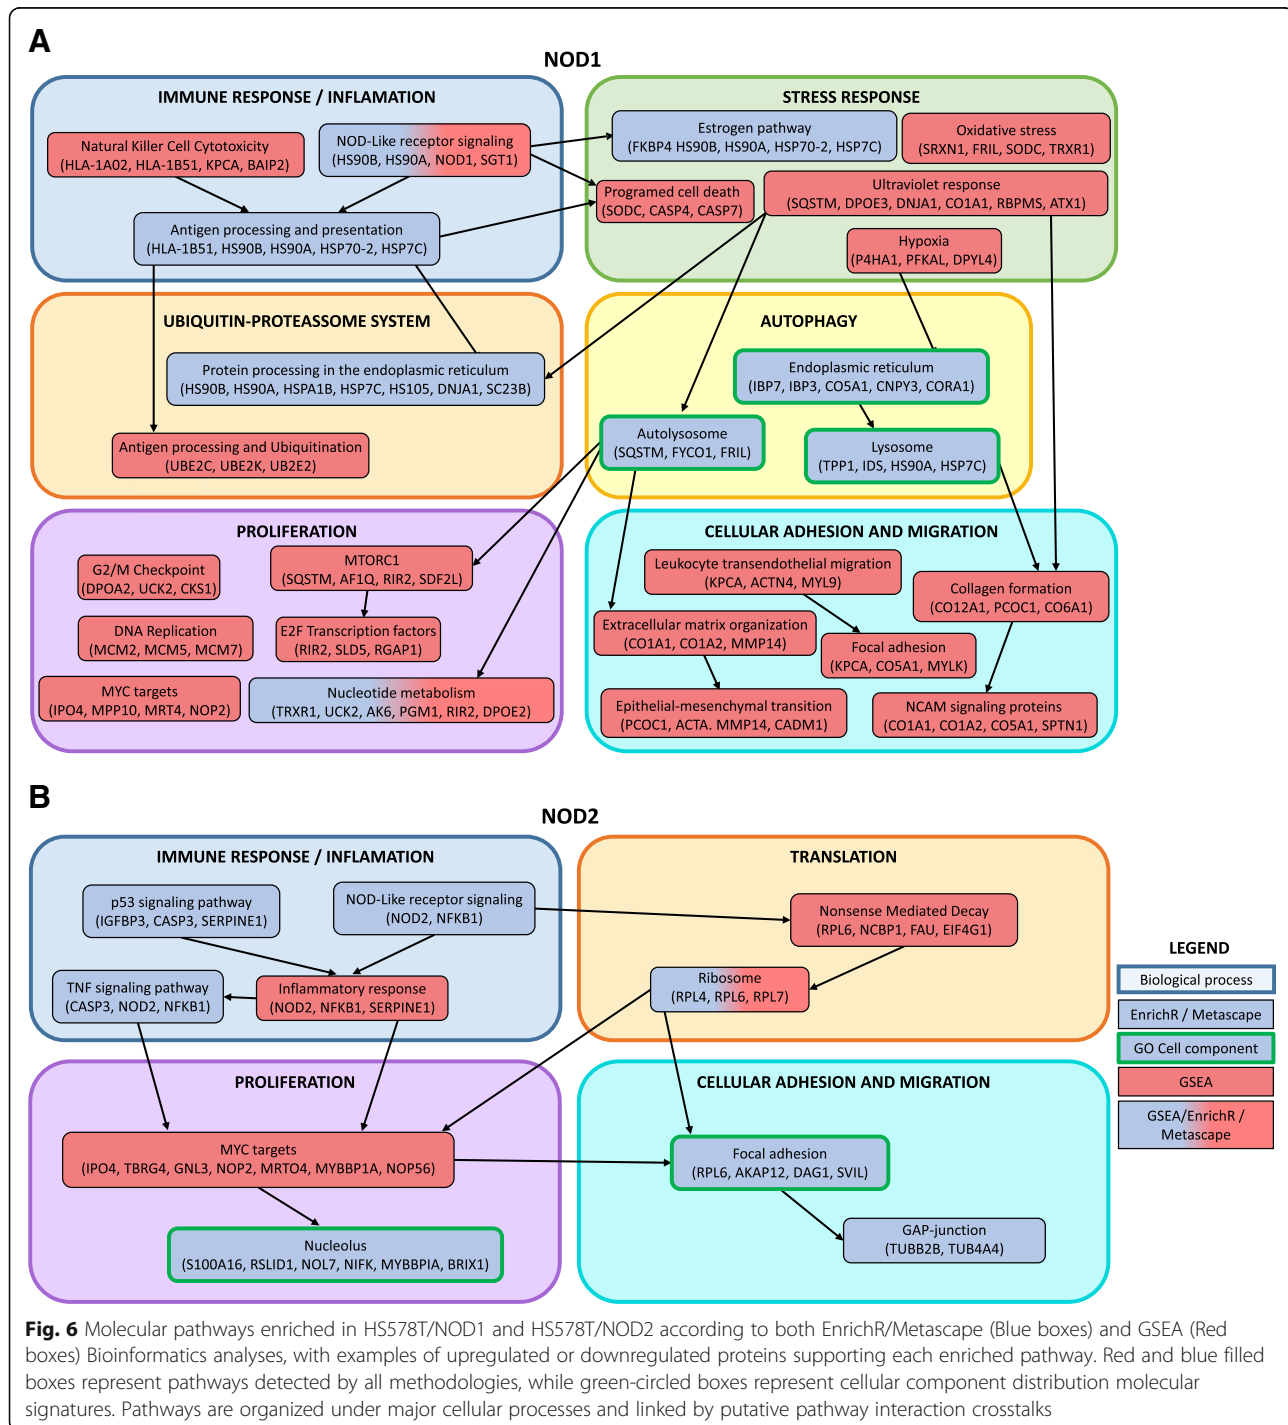 A
NOD1
IMMUNE RESPONSE / INFLAMATION
Natural Killer Cell Cytotoxicity
(HLA-1A02, HLA-1B51, KPCA, BAIP2)
NOD-Like receptor signaling
(HS90B, HS90A, NOD1, SGT1)
Antigen processing and presentation
(HLA-1B51, HS90B, HS90A, HSP70-2, HSP7C)
STRESS RESPONSE
Estrogen pathway
(FKBP4 HS90B, HS90A, HSP70-2, HSP7C)
Oxidative stress
(SRXN1, FRIL, SODC, TRXR1)
Programed cell death
(SODC, CASP4, CASP7)
Ultraviolet response
(SQSTM, DPOE3, DNJA1, CO1A1, RBPMS, ATX1)
Hypoxia
(P4HA1, PFKAL, DPYL4)
UBIQUITIN-PROTEASSOME SYSTEM
Protein processing in the endoplasmic reticulum
(HS90B, HS90A, HSPA1B, HSP7C, HS105, DNJA1, SC23B)
Antigen processing and Ubiquitination
(UBE2C, UBE2K, UB2E2)
AUTOPHAGY
Endoplasmic reticulum
(IBP7, IBP3, CO5A1, CNPY3, CORA1)
Autolysosome
(SQSTM, FYCO1, FRIL)
Lysosome
(TPP1, IDS, HS90A, HSP7C)
PROLIFERATION
G2/M Checkpoint
(DPOA2, UCK2, CKS1)
MTORC1
(SQSTM, AF1Q, RIR2, SDF2L)
DNA Replication
(MCM2, MCM5, MCM7)
E2F Transcription factors
(RIR2, SLD5, RGAP1)
MYC targets
(IPO4, MPP10, MRT4, NOP2)
Nucleotide metabolism
(TRXR1, UCK2, AK6, PGM1, RIR2, DPOE2)
CELLULAR ADHESION AND MIGRATION
Leukocyte transendothelial migration
(KPCA, ACTN4, MYL9)
Collagen formation
(CO12A1, PCOC1, CO6A1)
Extracellular matrix organization
(CO1A1, CO1A2, MMP14)
Focal adhesion
(KPCA, CO5A1, MYLK)
Epithelial-mesenchymal transition
(PCOC1, ACTA. MMP14, CADM1)
NCAM signaling proteins
(CO1A1, CO1A2, CO5A1, SPTN1)
B
NOD2
IMMUNE RESPONSE / INFLAMATION
p53 signaling pathway
(IGFBP3, CASP3, SERPINE1)
NOD-Like receptor signaling
(NOD2, NFKB1)
TNF signaling pathway
(CASP3, NOD2, NFKB1)
Inflammatory response
(NOD2, NFKB1, SERPINE1)
TRANSLATION
Nonsense Mediated Decay
(RPL6, NCBP1, FAU, EIF4G1)
Ribosome
(RPL4, RPL6, RPL7)
PROLIFERATION
MYC targets
(IPO4, TBRG4, GNL3, NOP2, MRTO4, MYBBP1A, NOP56)
Nucleolus
(S100A16, RSLID1, NOL7, NIFK, MYBBPIA, BRIX1)
CELLULAR ADHESION AND MIGRATION
Focal adhesion
(RPL6, AKAP12, DAG1, SVIL)
GAP-junction
(TUBB2B, TUB4A4)
LEGEND
Biological process
EnrichR / Metascape
GO Cell component
GSEA
GSEA/EnrichR /
Metascape
Fig. 6 Molecular pathways enriched in HS578T/NOD1 and HS578T/NOD2 according to both EnrichR/Metascape (Blue boxes) and GSEA (Red
boxes) Bioinformatics analyses, with examples of upregulated or downregulated proteins supporting each enriched pathway. Red and blue filled
boxes represent pathways detected by all methodologies, while green-circled boxes represent cellular component distribution molecular
signatures. Pathways are organized under major cellular processes and linked by putative pathway interaction crosstalks